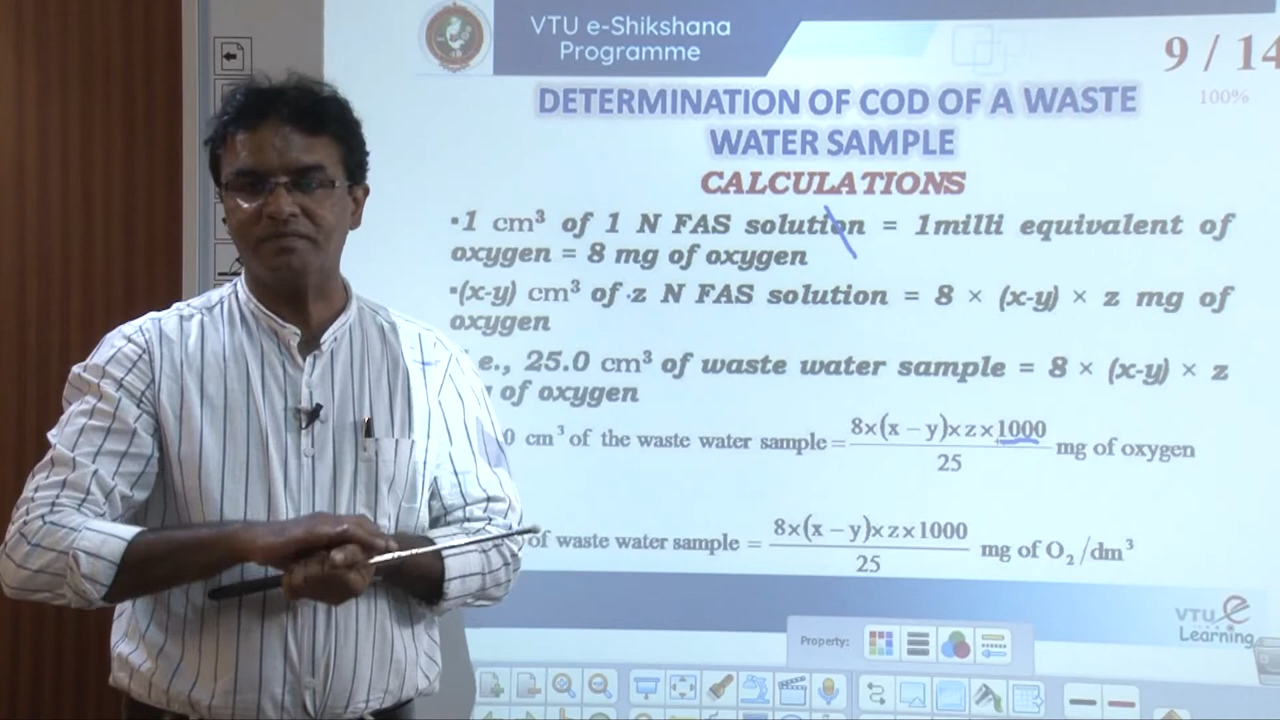 VTU e-Shikshana
Programme
9 / 14
100%
DETERMINATION OF COD OF A WASTE
WATER SAMPLE
CALCULATIONS
▪1 cm³ of 1 N FAS solution = 1milli equivalent of
oxygen = 8 mg of oxygen
▪(x-y) cm³ of z N FAS solution = 8 × (x-y) × z mg of
oxygen
e., 25.0 cm³ of waste water sample = 8 × (x-y) × z
of oxygen
0 cm³ of the waste water sample = 8×(x – y)×z×1000 / 25 mg of oxygen
of waste water sample = 8×(x – y)×z×1000 / 25 mg of O₂/dm³
VTU e
Learning
Property: